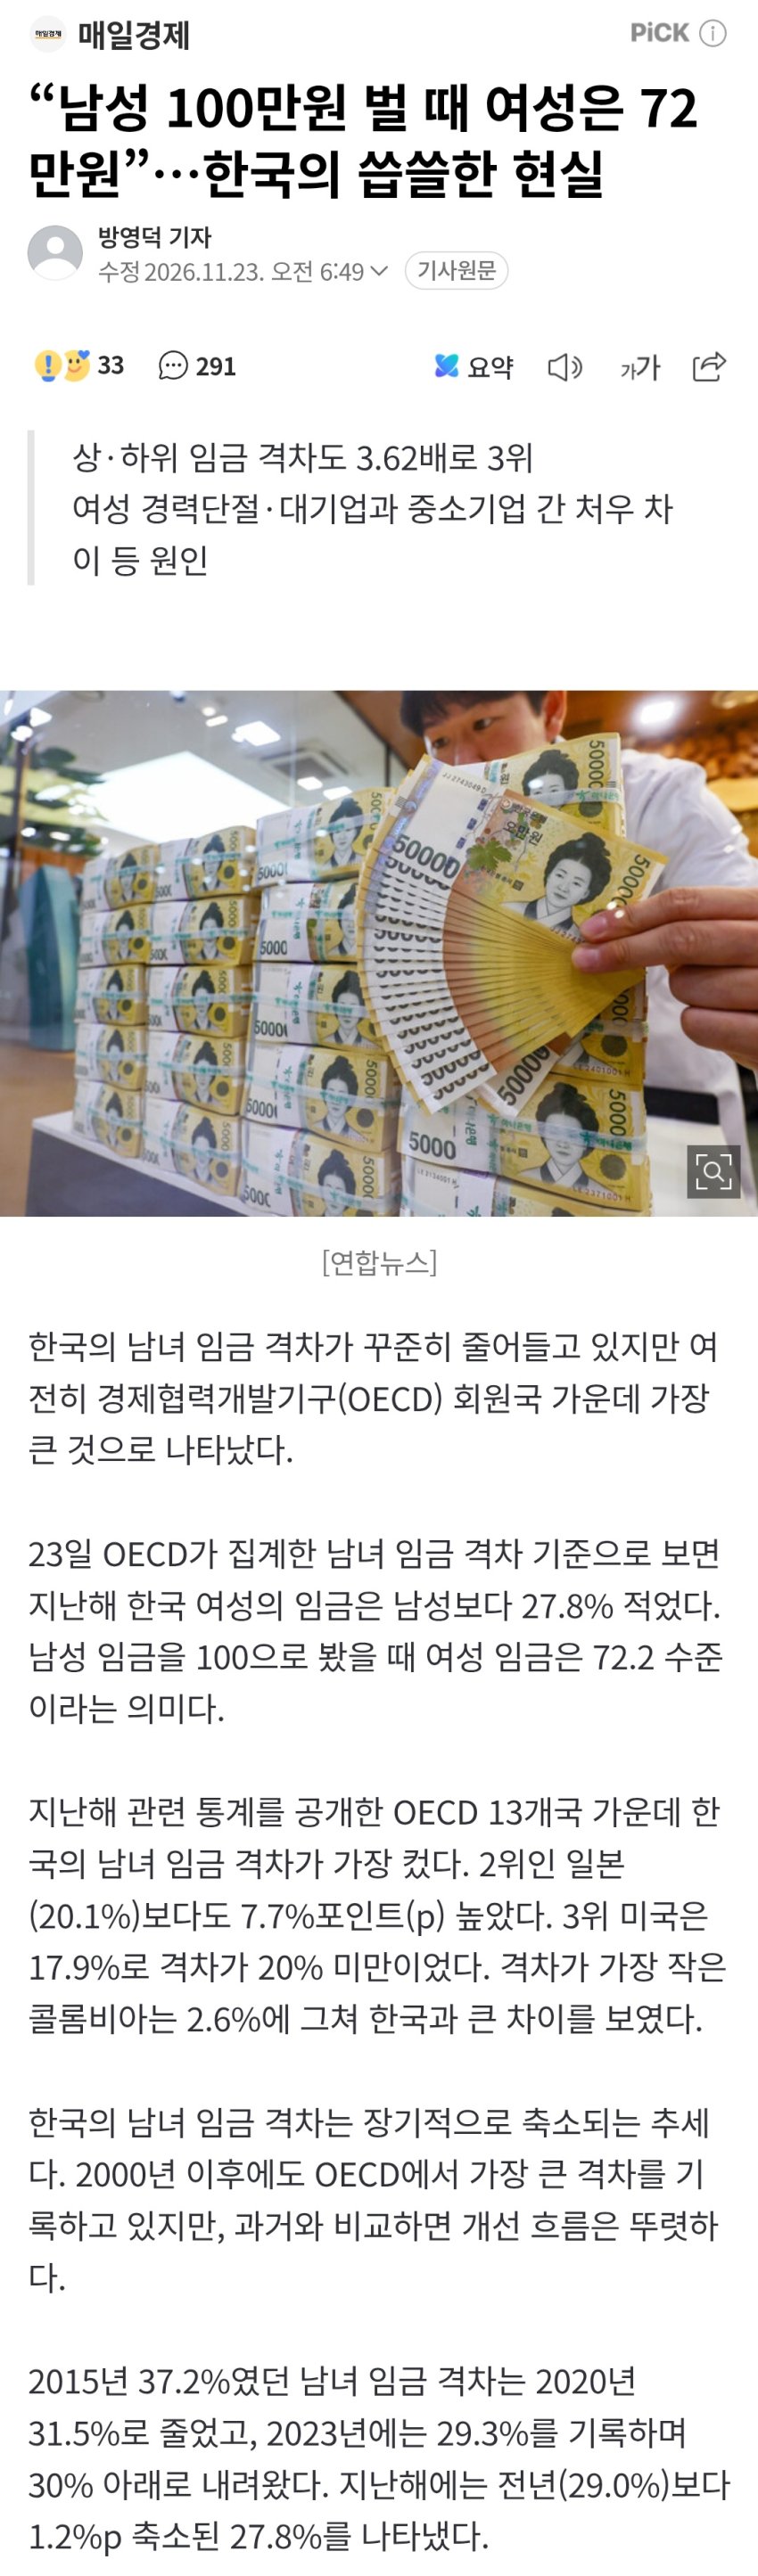 매일경제
매일경제
PiCK
“남성 100만원 벌 때 여성은 72
만원”…한국의 씁쓸한 현실
방영덕 기자
수정 2026.11.23. 오전 6:49
기사원문
33
291
요약
가가
상·하위 임금 격차도 3.62배로 3위
여성 경력단절·대기업과 중소기업 간 처우 차
이 등 원인
50000
오만원
50000
50000
5000
5000
5000
[연합뉴스]
한국의 남녀 임금 격차가 꾸준히 줄어들고 있지만 여
전히 경제협력개발기구(OECD) 회원국 가운데 가장
큰 것으로 나타났다.
23일 OECD가 집계한 남녀 임금 격차 기준으로 보면
지난해 한국 여성의 임금은 남성보다 27.8% 적었다.
남성 임금을 100으로 봤을 때 여성 임금은 72.2 수준
이라는 의미다.
지난해 관련 통계를 공개한 OECD 13개국 가운데 한
국의 남녀 임금 격차가 가장 컸다. 2위인 일본
(20.1%)보다도 7.7%포인트(p) 높았다. 3위 미국은
17.9%로 격차가 20% 미만이었다. 격차가 가장 작은
콜롬비아는 2.6%에 그쳐 한국과 큰 차이를 보였다.
한국의 남녀 임금 격차는 장기적으로 축소되는 추세
다. 2000년 이후에도 OECD에서 가장 큰 격차를 기
록하고 있지만, 과거와 비교하면 개선 흐름은 뚜렷하
다.
2015년 37.2%였던 남녀 임금 격차는 2020년
31.5%로 줄었고, 2023년에는 29.3%를 기록하며
30% 아래로 내려왔다. 지난해에는 전년(29.0%)보다
1.2%p 축소된 27.8%를 나타냈다.